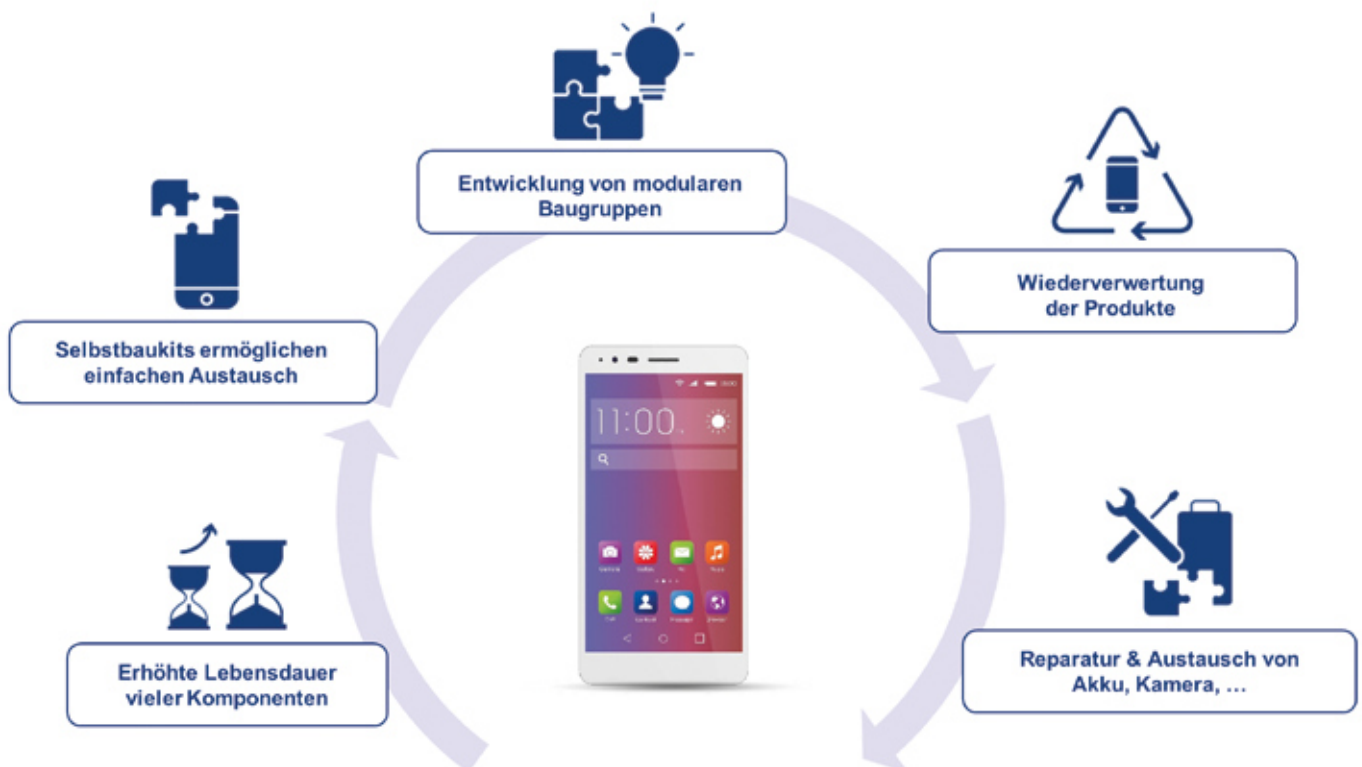 Entwicklung von modularen
Baugruppen
Wiederverwertung
der Produkte
Selbstbaukits ermöglichen
einfachen Austausch
11:00
Erhöhte Lebensdauer
vieler Komponenten
Reparatur & Austausch von
Akku, Kamera, …